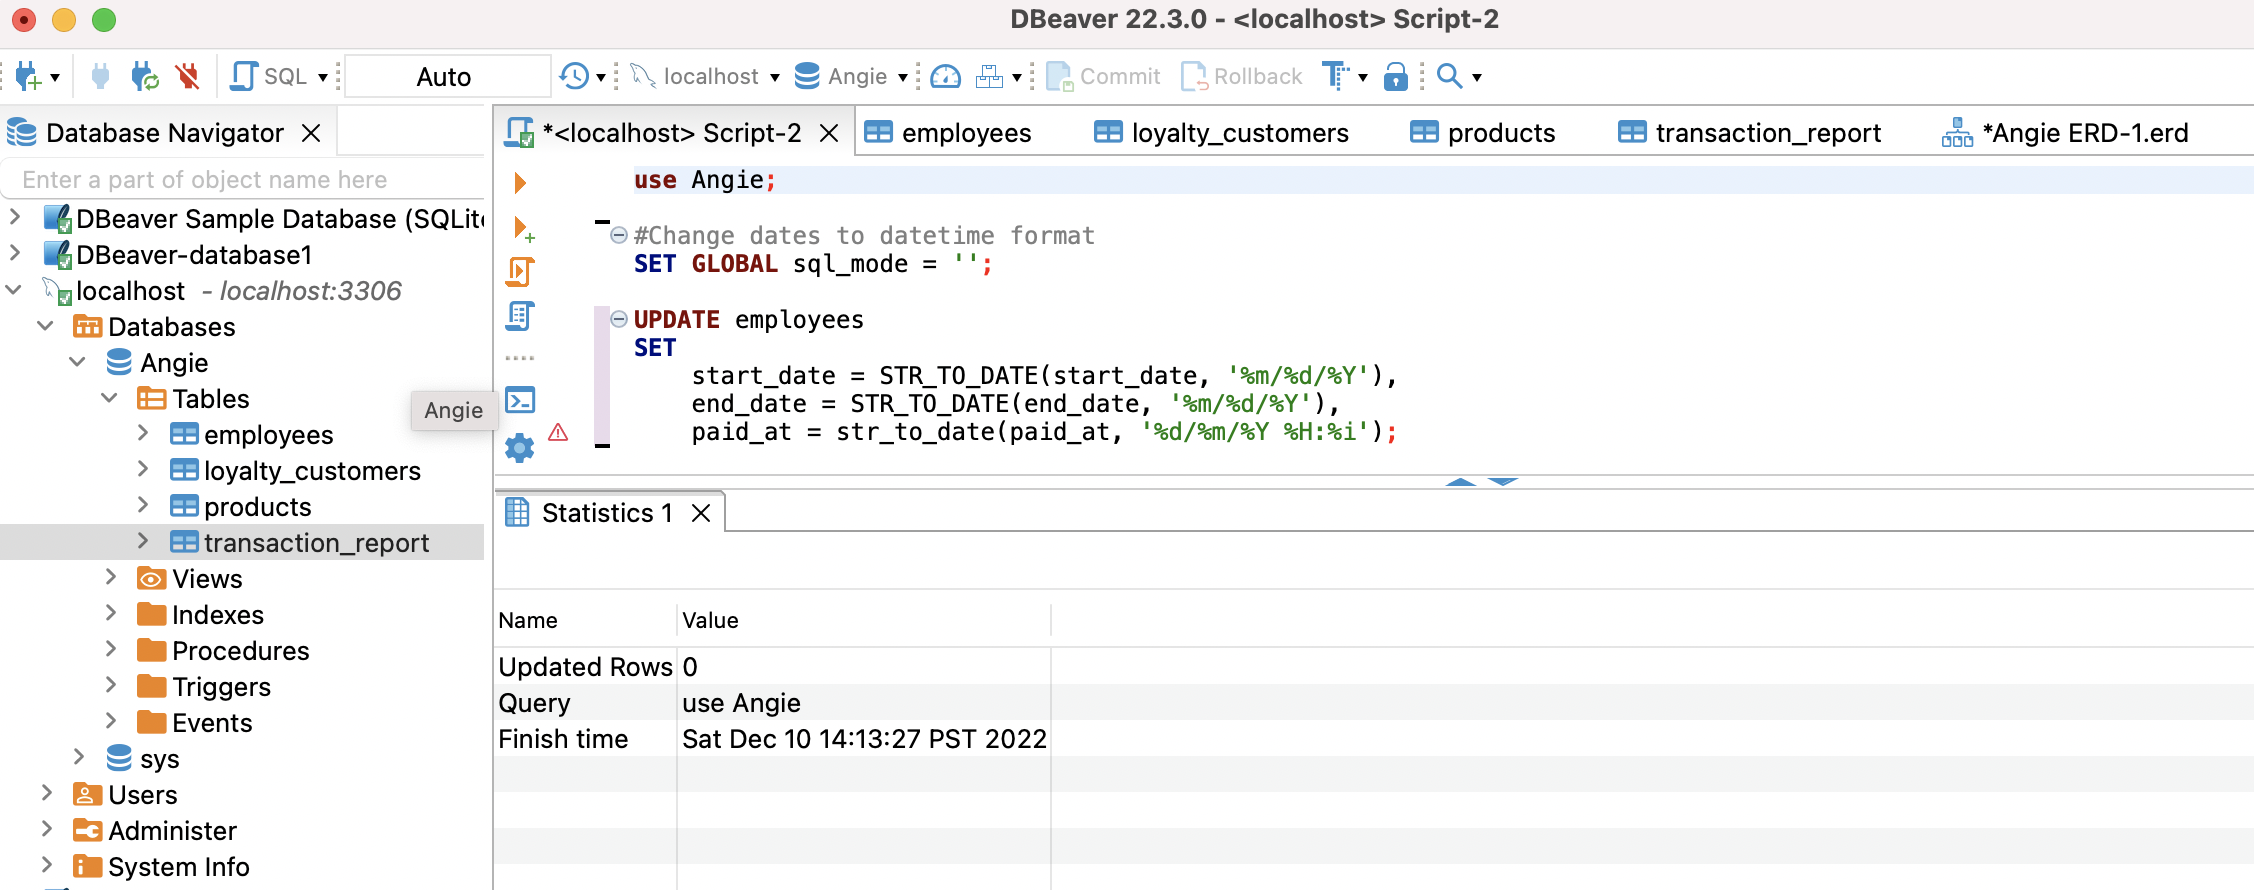 DBeaver 22.3.0 - <localhost> Script-2
SQL
Auto
localhost
Angie
Commit
Rollback
Database Navigator
*<localhost> Script-2
employees
loyalty_customers
products
transaction_report
*Angie ERD-1.erd
Enter a part of object name here
DBeaver Sample Database (SQLite
DBeaver-database1
localhost - localhost:3306
Databases
Angie
Tables
employees
loyalty_customers
products
transaction_report
Views
Indexes
Procedures
Triggers
Events
sys
Users
Administer
System Info
Angie
use Angie;
#Change dates to datetime format
SET GLOBAL sql_mode = '';
UPDATE employees
SET
start_date = STR_TO_DATE(start_date, '%m/%d/%Y'),
end_date = STR_TO_DATE(end_date, '%m/%d/%Y'),
paid_at = str_to_date(paid_at, '%d/%m/%Y %H:%i');
Statistics 1
Name Value
Updated Rows 0
Query use Angie
Finish time Sat Dec 10 14:13:27 PST 2022